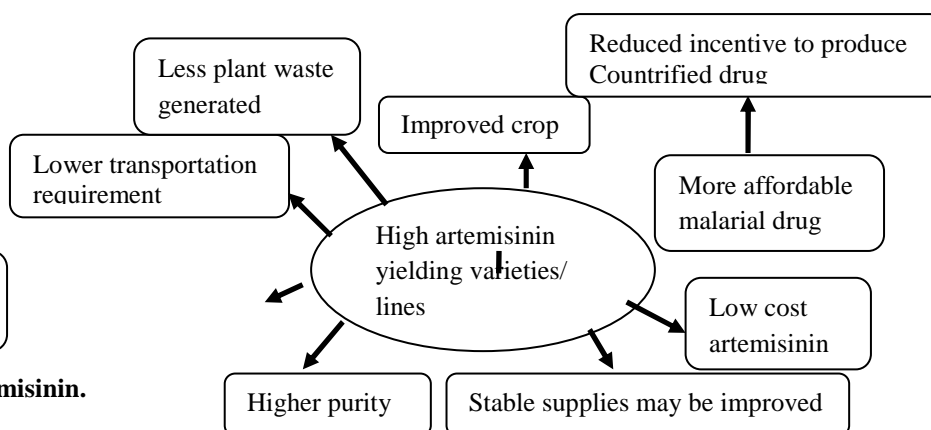 Reduced incentive to produce
Countrified drug
Less plant waste
generated
Improved crop
Lower transportation
requirement
More affordable
malarial drug
High artemisinin
yielding varieties/
lines
Low cost
artemisinin
misinin.
Higher purity
Stable supplies may be improved